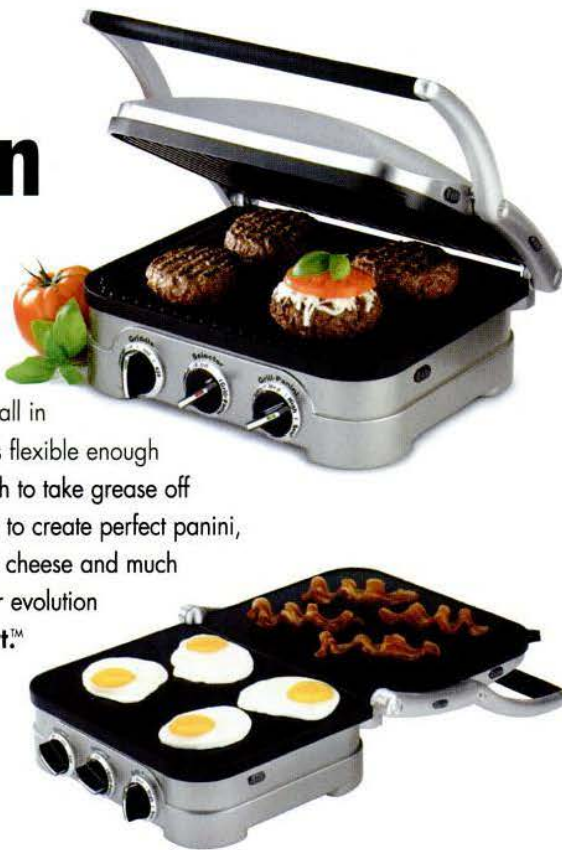 n
all in
s flexible enough
h to take grease off
to create perfect panini,
cheese and much
r evolution
t.™
Griddle
Selector
Grill-Panini